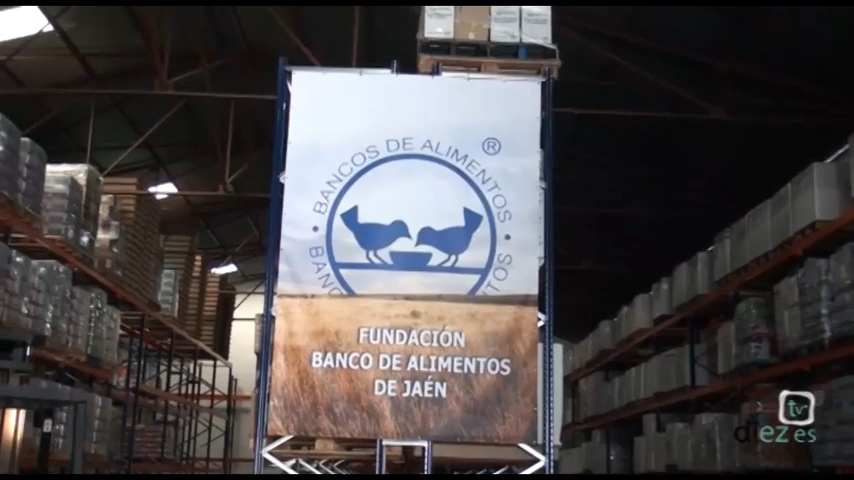 BANCOS DE ALIMENTOS ®
FUNDACIÓN
BANCO DE ALIMENTOS
DE JAÉN
tv
diez es